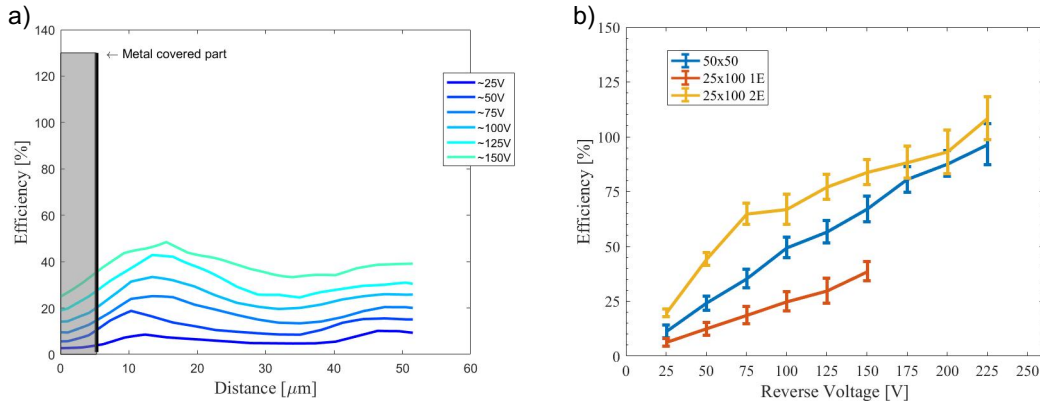 a)
Efficiency [%]
140
120
100
80
60
40
20
0
← Metal covered part
~25V
~50V
~75V
~100V
~125V
~150V
0 10 20 30 40 50 60 70
Distance [μm]
b)
Efficiency [%]
150
125
100
75
50
25
0
50x50
25x100 1E
25x100 2E
0 25 50 75 100 125 150 175 200 225 250
Reverse Voltage [V]